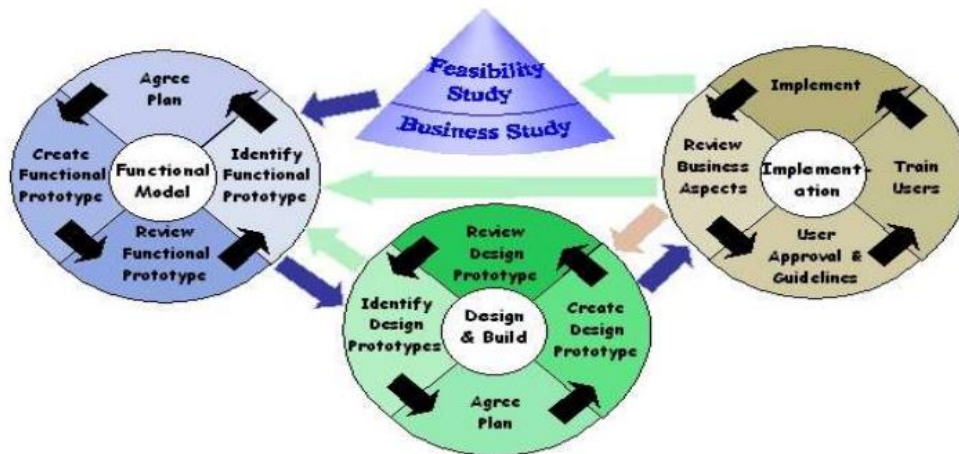 Feasibility
Study
Business Study
Agree
Plan
Create
Functional
Prototype
Functional
Model
Identify
Functional
Prototype
Review
Functional
Prototype
Review
Design
Prototype
Identify
Design
Prototypes
Design
& Build
Create
Design
Prototype
Agree
Plan
Implement
Review
Business
Aspects
Implement-
ation
Train
Users
User
Approval &
Guidelines